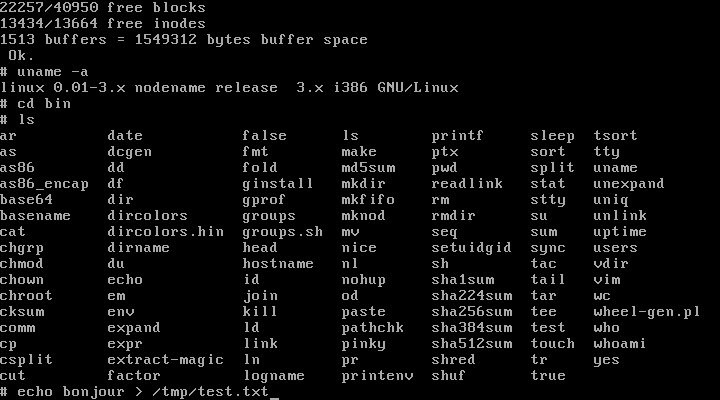 22257/40950 free blocks
13434/13664 free inodes
1513 buffers = 1549312 bytes buffer space
 Ok.
# uname -a
linux 0.01-3.x nodename release  3.x i386 GNU/Linux
# cd bin
# ls
ar         date           false      ls        printf     sleep  tsort
as         dcgen          fmt        make      ptx        sort   tty
as86       dd             fold       md5sum    pwd        split  uname
as86_encap df             ginstall   mkdir     readlink   stat   unexpand
base64     dir            gprof      mkfifo    rm         stty   uniq
basename   dircolors      groups     mknod     rmdir      su     unlink
cat        dircolors.hin  groups.sh  mv        seq        sum    uptime
chgrp      dirname        head       nice      setuidgid  sync   users
chmod      du             hostname   nl        sh         tac    vdir
chown      echo           id         nohup     sha1sum    tail   vim
chroot     em             join       od        sha224sum  tar    wc
cksum      env            kill       paste     sha256sum  tee    wheel-gen.pl
comm       expand         ld         pathchk   sha384sum  test   who
cp         expr           link       pinky     sha512sum  touch  whoami
csplit     extract-magic  ln         pr        shred      tr     yes
cut        factor         logname    printenv  shuf       true
# echo bonjour > /tmp/test.txt_